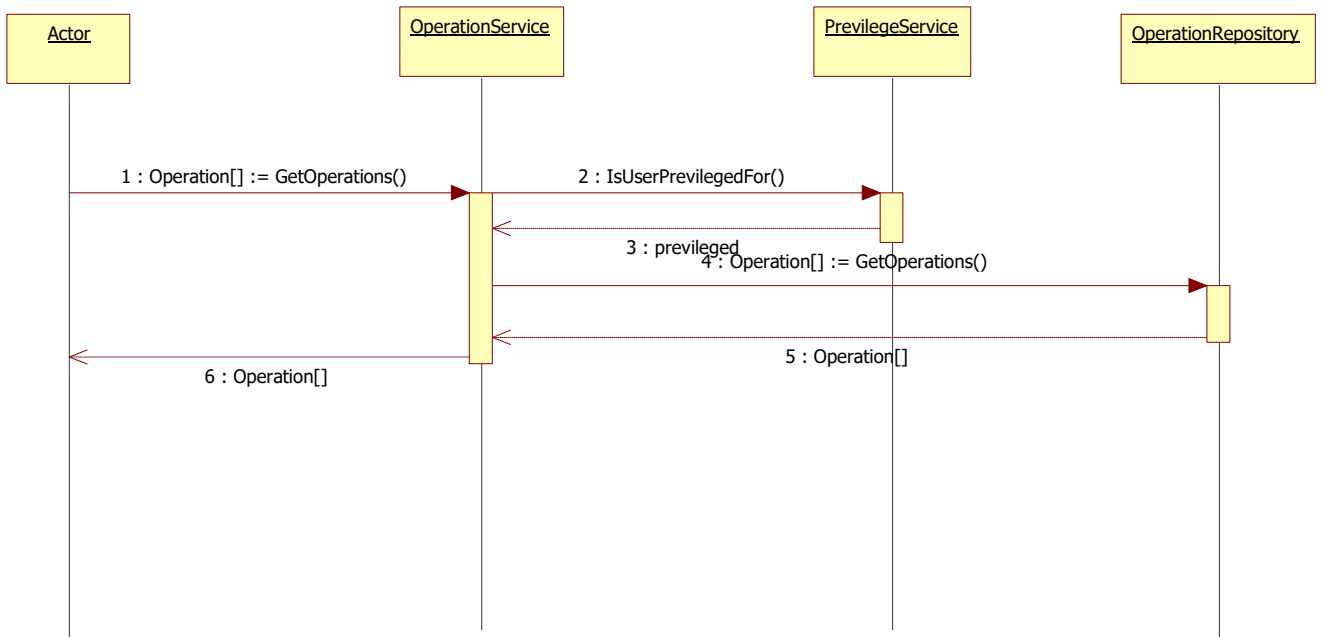 Actor
OperationService
PrevilegeService
OperationRepository
1 : Operation[] := GetOperations()
2 : IsUserPrevilegedFor()
3 : previleged
4 : Operation[] := GetOperations()
5 : Operation[]
6 : Operation[]